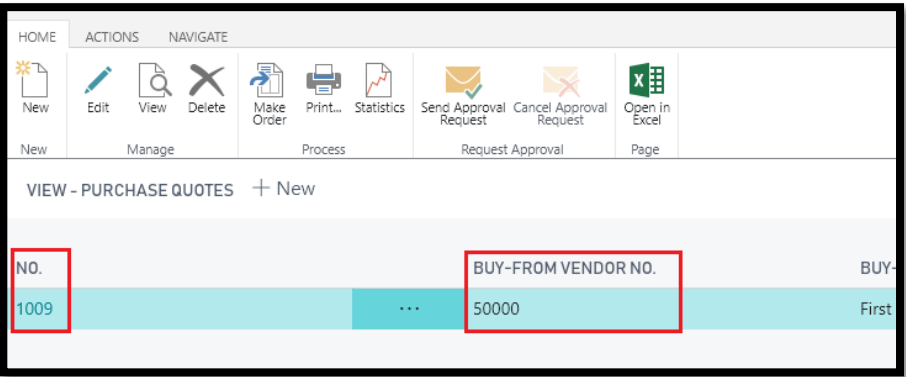 HOME ACTIONS NAVIGATE
New Edit View Delete Make Order Print... Statistics Send Approval Request Cancel Approval Request Open in Excel
New Manage Process Request Approval Page
VIEW - PURCHASE QUOTES + New
NO. BUY-FROM VENDOR NO. BUY-
1009 ... 50000 First